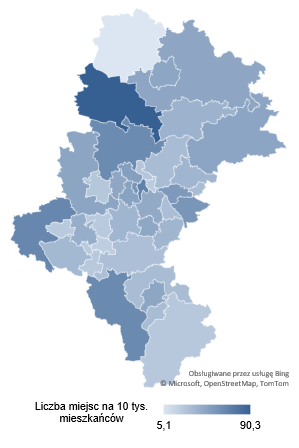 Obsługiwane przez usługę Bing
© Microsoft, OpenStreetMap, TomTom
Liczba miejsc na 10 tys.
mieszkańców
5,1 90,3